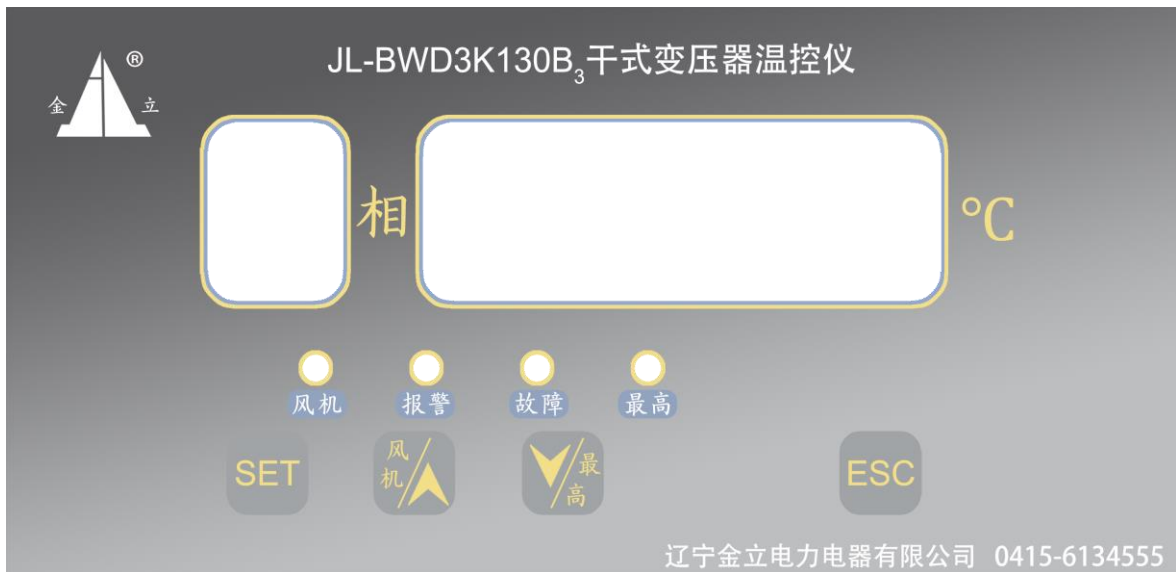 JL-BWD3K130B₃干式变压器温控仪
®
金 立
相 °C
风机 报警 故障 最高
SET 风机/ /最高 ESC
辽宁金立电力电器有限公司 0415-6134555